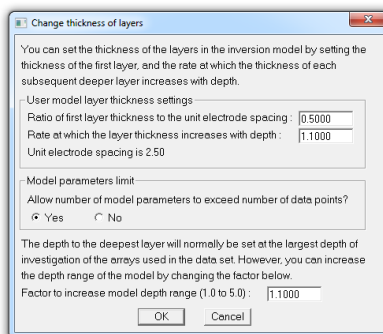 Change thickness of layers
You can set the thickness of the layers in the inversion model by setting the
thickness of the first layer, and the rate at which the thickness of each
subsequent deeper layer increases with depth.
User model layer thickness settings
Ratio of first layer thickness to the unit electrode spacing : 0.5000
Rate at which the layer thickness increases with depth : 1.1000
Unit electrode spacing is 2.50
Model parameters limit
Allow number of model parameters to exceed number of data points?
Yes No
The depth to the deepest layer will normally be set at the largest depth of
investigation of the arrays used in the data set. However, you can increase
the depth range of the model by changing the factor below.
Factor to increase model depth range (1.0 to 5.0) : 1.1000
OK Cancel